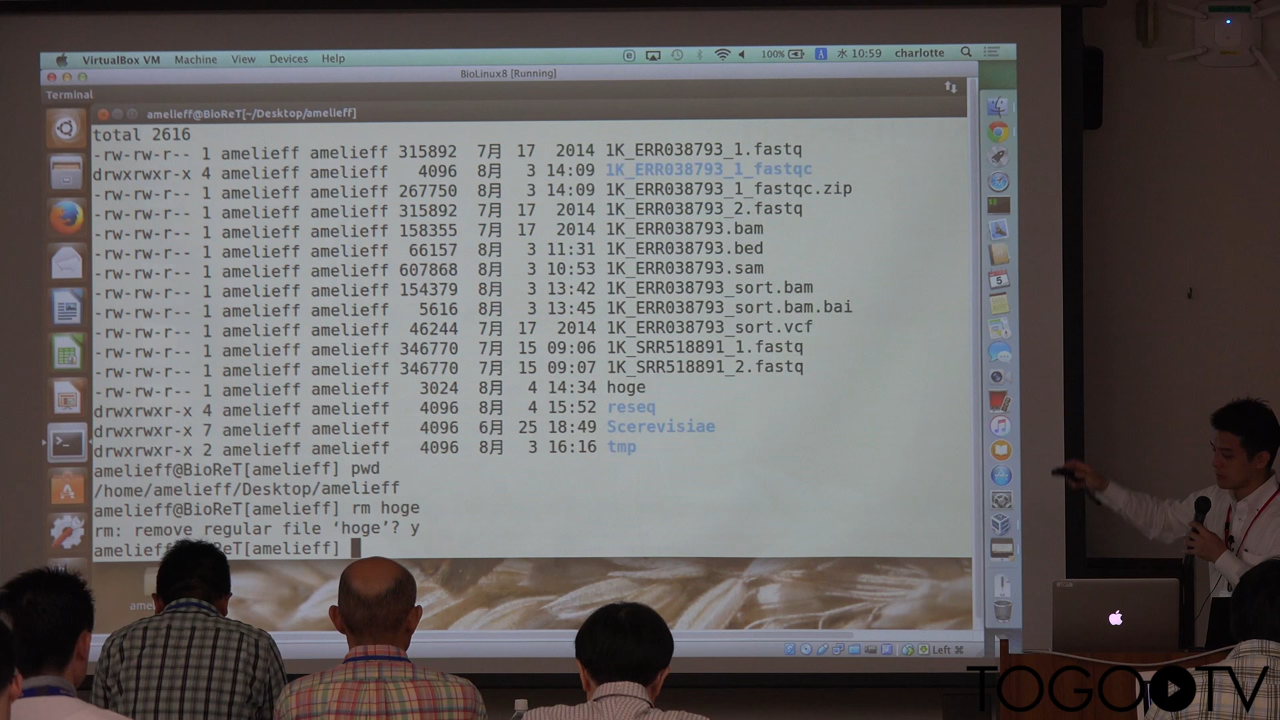 VirtualBox VM Machine View Devices Help 100% A 水 10:59 charlotte
BioLinux8 [Running]
Terminal
amelieff@BioReT[~/Desktop/amelieff]
total 2616
-rw-rw-r-- 1 amelieff amelieff 315892 7月 17 2014 1K_ERR038793_1.fastq
drwxrwxr-x 4 amelieff amelieff 4096 8月 3 14:09 1K_ERR038793_1_fastqc
-rw-rw-r-- 1 amelieff amelieff 267750 8月 3 14:09 1K_ERR038793_1_fastqc.zip
-rw-rw-r-- 1 amelieff amelieff 315892 7月 17 2014 1K_ERR038793_2.fastq
-rw-rw-r-- 1 amelieff amelieff 158355 7月 17 2014 1K_ERR038793.bam
-rw-rw-r-- 1 amelieff amelieff 66157 8月 3 11:31 1K_ERR038793.bed
-rw-rw-r-- 1 amelieff amelieff 607868 8月 3 10:53 1K_ERR038793.sam
-rw-rw-r-- 1 amelieff amelieff 154379 8月 3 13:42 1K_ERR038793_sort.bam
-rw-rw-r-- 1 amelieff amelieff 5616 8月 3 13:45 1K_ERR038793_sort.bam.bai
-rw-rw-r-- 1 amelieff amelieff 46244 7月 17 2014 1K_ERR038793_sort.vcf
-rw-rw-r-- 1 amelieff amelieff 346770 7月 15 09:06 1K_SRR518891_1.fastq
-rw-rw-r-- 1 amelieff amelieff 346770 7月 15 09:07 1K_SRR518891_2.fastq
-rw-rw-r-- 1 amelieff amelieff 3024 8月 4 14:34 hoge
drwxrwxr-x 4 amelieff amelieff 4096 8月 4 15:52 reseq
drwxrwxr-x 7 amelieff amelieff 4096 6月 25 18:49 Scerevisiae
drwxrwxr-x 2 amelieff amelieff 4096 8月 3 16:16 tmp
amelieff@BioReT[amelieff] pwd
/home/amelieff/Desktop/amelieff
amelieff@BioReT[amelieff] rm hoge
rm: remove regular file ‘hoge’? y
amelieff@BioReT[amelieff]
5
Left ⌘
TOGO TV